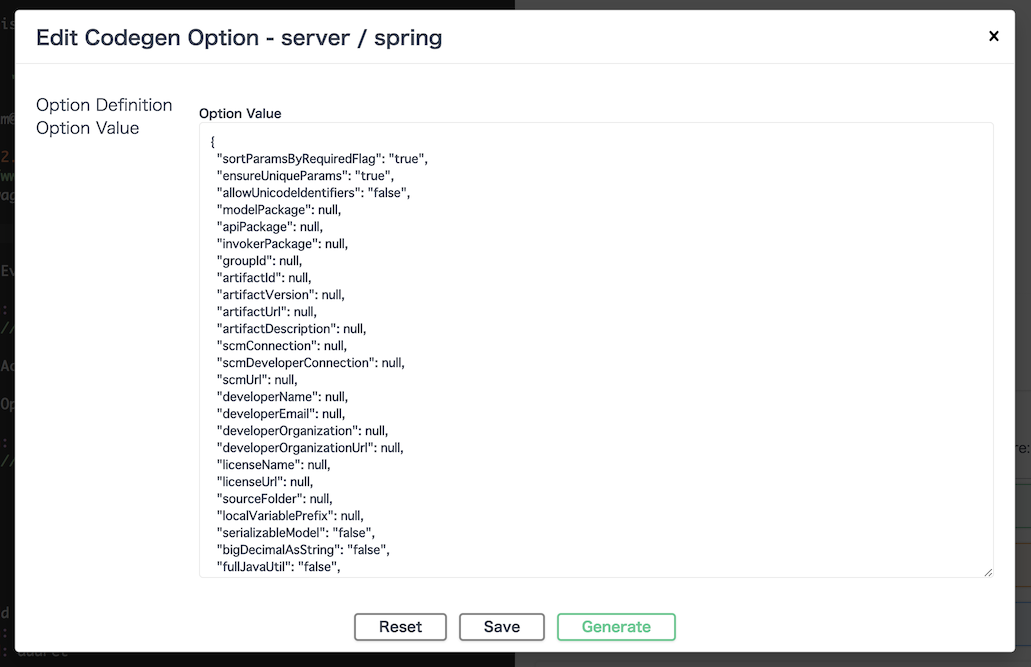 Edit Codegen Option - server / spring
×
Option Definition
Option Value
Option Value
{
"sortParamsByRequiredFlag": "true",
"ensureUniqueParams": "true",
"allowUnicodeIdentifiers": "false",
"modelPackage": null,
"apiPackage": null,
"invokerPackage": null,
"groupId": null,
"artifactId": null,
"artifactVersion": null,
"artifactUrl": null,
"artifactDescription": null,
"scmConnection": null,
"scmDeveloperConnection": null,
"scmUrl": null,
"developerName": null,
"developerEmail": null,
"developerOrganization": null,
"developerOrganizationUrl": null,
"licenseName": null,
"licenseUrl": null,
"sourceFolder": null,
"localVariablePrefix": null,
"serializableModel": "false",
"bigDecimalAsString": "false",
"fullJavaUtil": "false",
Reset
Save
Generate